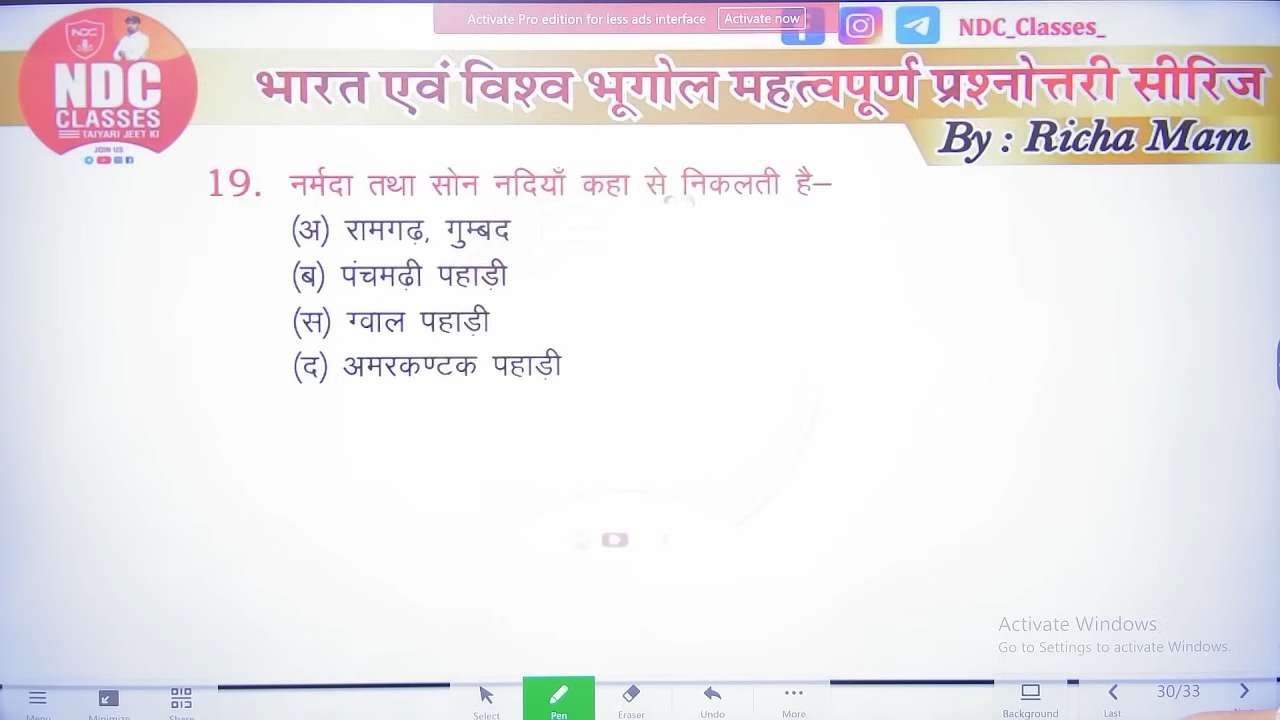 Activate Pro edition for less ads interface Activate now
NDC_Classes_
NDC
NDC
CLASSES
TAIYARI JEET KI
JOIN US
भारत एवं विश्व भूगोल महत्वपूर्ण प्रश्नोत्तरी सीरिज
By : Richa Mam
19. नर्मदा तथा सोन नदियाँ कहा से निकलती है–
(अ) रामगढ़, गुम्बद
(ब) पंचमढ़ी पहाड़ी
(स) ग्वाल पहाड़ी
(द) अमरकण्टक पहाड़ी
Activate Windows
Go to Settings to activate Windows.
30/33
Menu Minimize Share Select Pen Eraser Undo More Background Last